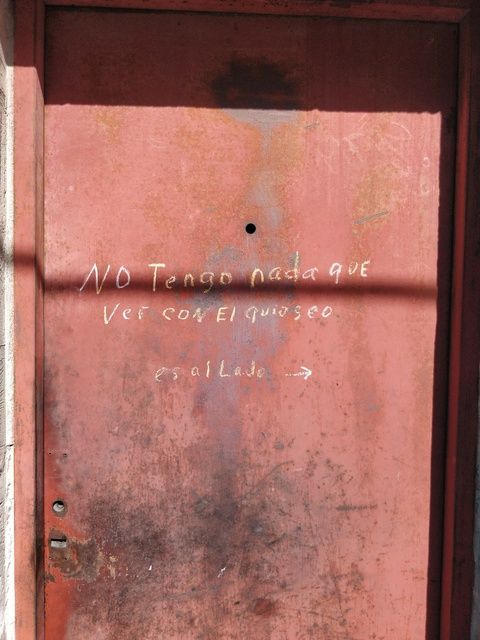 NO Tengo nada quE
Ver con El quiosco
es al Lado →